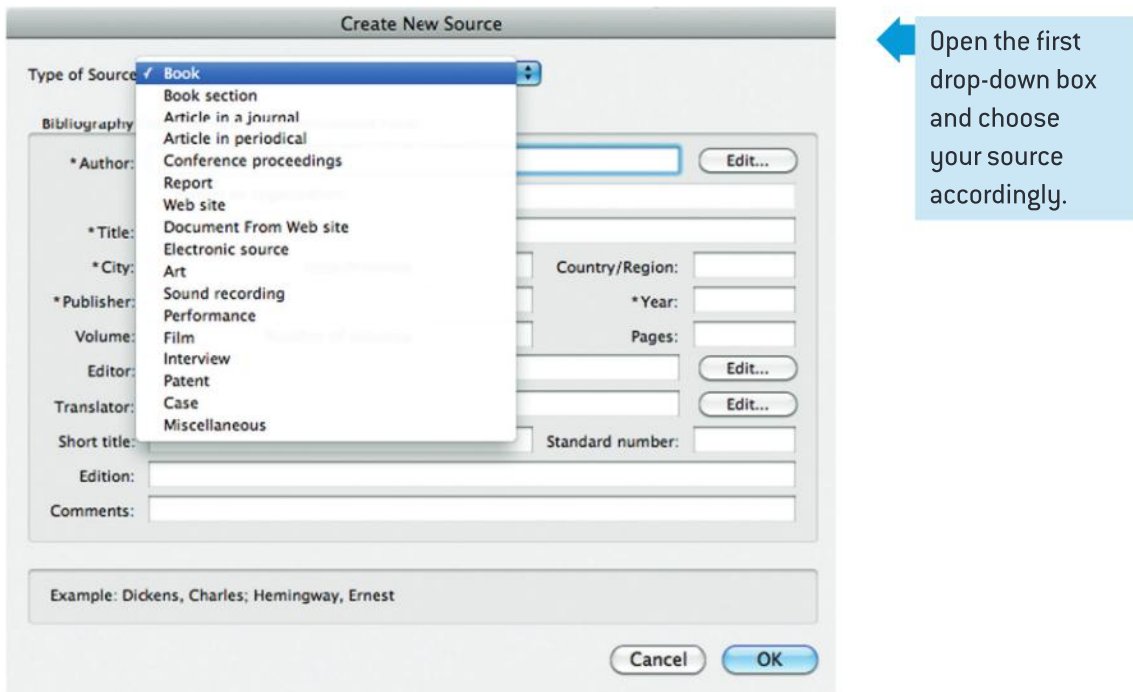 Create New Source
Type of Source
✓ Book
Book section
Article in a journal
Article in periodical
Conference proceedings
Report
Web site
Document From Web site
Electronic source
Art
Sound recording
Performance
Film
Interview
Patent
Case
Miscellaneous
Bibliography
*Author:
Edit...
*Title:
*City:
Country/Region:
*Publisher:
*Year:
Volume:
Pages:
Editor:
Edit...
Translator:
Edit...
Short title:
Standard number:
Edition:
Comments:
Example: Dickens, Charles; Hemingway, Ernest
Cancel
OK
Open the first
drop-down box
and choose
your source
accordingly.